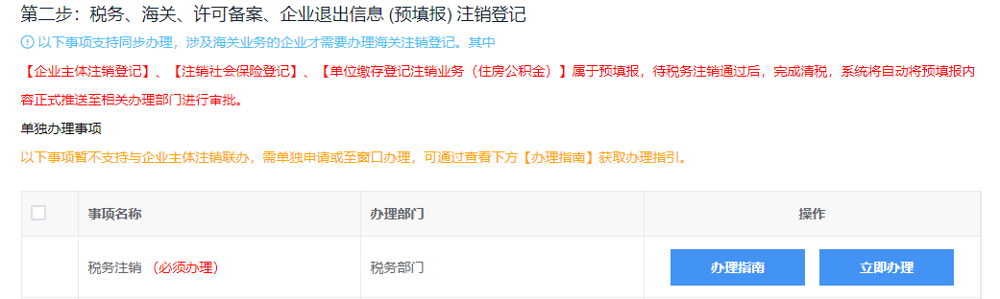 第二步：税务、海关、许可备案、企业退出信息 (预填报) 注销登记
以下事项支持同步办理，涉及海关业务的企业才需要办理海关注销登记。其中
【企业主体注销登记】、【注销社会保险登记】、【单位缴存登记注销业务（住房公积金）】属于预填报，待税务注销通过后，完成清税，系统将自动将预填报内
容正式推送至相关办理部门进行审批。
单独办理事项
以下事项暂不支持与企业主体注销联办，需单独申请或至窗口办理，可通过查看下方【办理指南】获取办理指引。
事项名称 办理部门 操作
税务注销 （必须办理） 税务部门 办理指南 立即办理